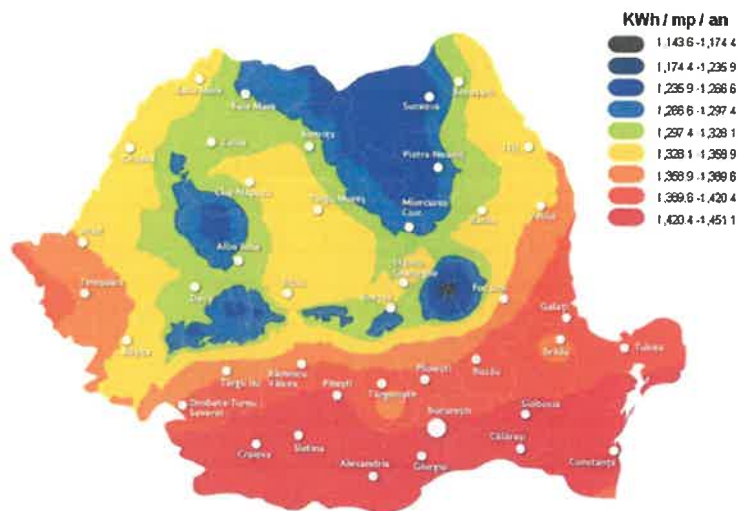 KWh / mp / an
1,143.6 -1,174.4
1,174.4 -1,235.9
1,235.9 -1,266.6
1,266.6 -1,297.4
1,297.4 -1,328.1
1,328.1 -1,358.9
1,358.9 -1,389.6
1,389.6 -1,420.4
1,420.4 -1,451.1
Satu Mare
Baia Mare
Botoșani
Suceava
Zalău
Bistrița
Iași
Oradea
Piatra-Neamț
Cluj-Napoca
Târgu Mureș
Miercurea
Ciuc
Bacău
Vaslui
Arad
Alba Iulia
Sfântu
Gheorghe
Timișoara
Deva
Sibiu
Brașov
Focșani
Galați
Reșița
Brăila
Tulcea
Târgu Jiu
Râmnicu
Vâlcea
Pitești
Târgoviște
Ploiești
Buzău
Drobeta-Turnu
Severin
București
Slobozia
Craiova
Slatina
Alexandria
Giurgiu
Călărași
Constanța